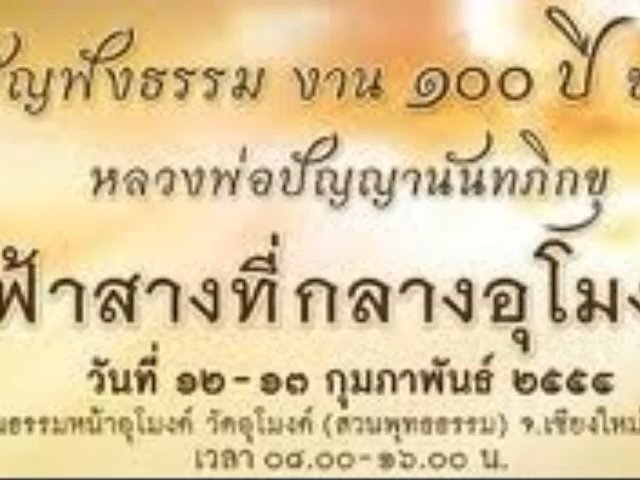 ัญฟังธรรม งาน ๑๐๐ ปี ช
หลวงพ่อปัญญานันทภิกขุ
ฟ้าสางที่กลางอุโมง
วันที่ ๑๒-๑๓ กุมภาพันธ์ ๒๕๕๔
นธรรมหน้าอุโมงค์ วัดอุโมงค์ (สวนพุทธธรรม) จ.เชียงใหม
เวลา ๐๘.๐๐-๑๖.๐๐ น.